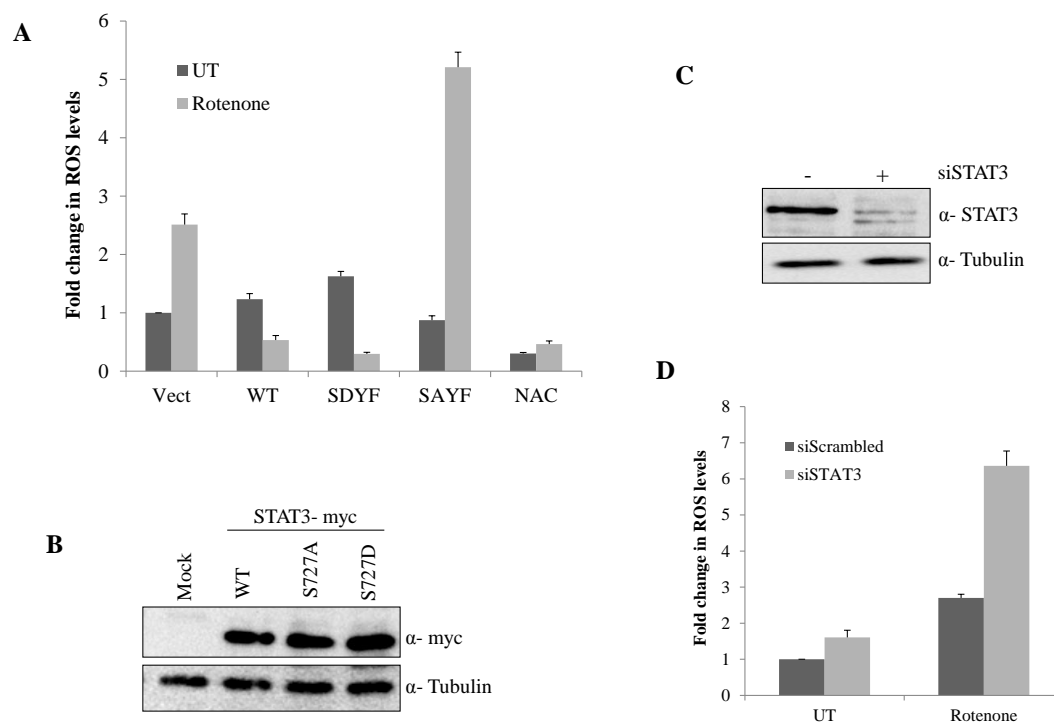 A
Fold change in ROS levels
6
5
4
3
2
1
0
UT
Rotenone
Vect WT SDYF SAYF NAC
B
STAT3- myc
Mock WT S727A S727D
α- myc
α- Tubulin
C
- + siSTAT3
α- STAT3
α- Tubulin
D
Fold change in ROS levels
8
7
6
5
4
3
2
1
0
siScrambled
siSTAT3
UT Rotenone